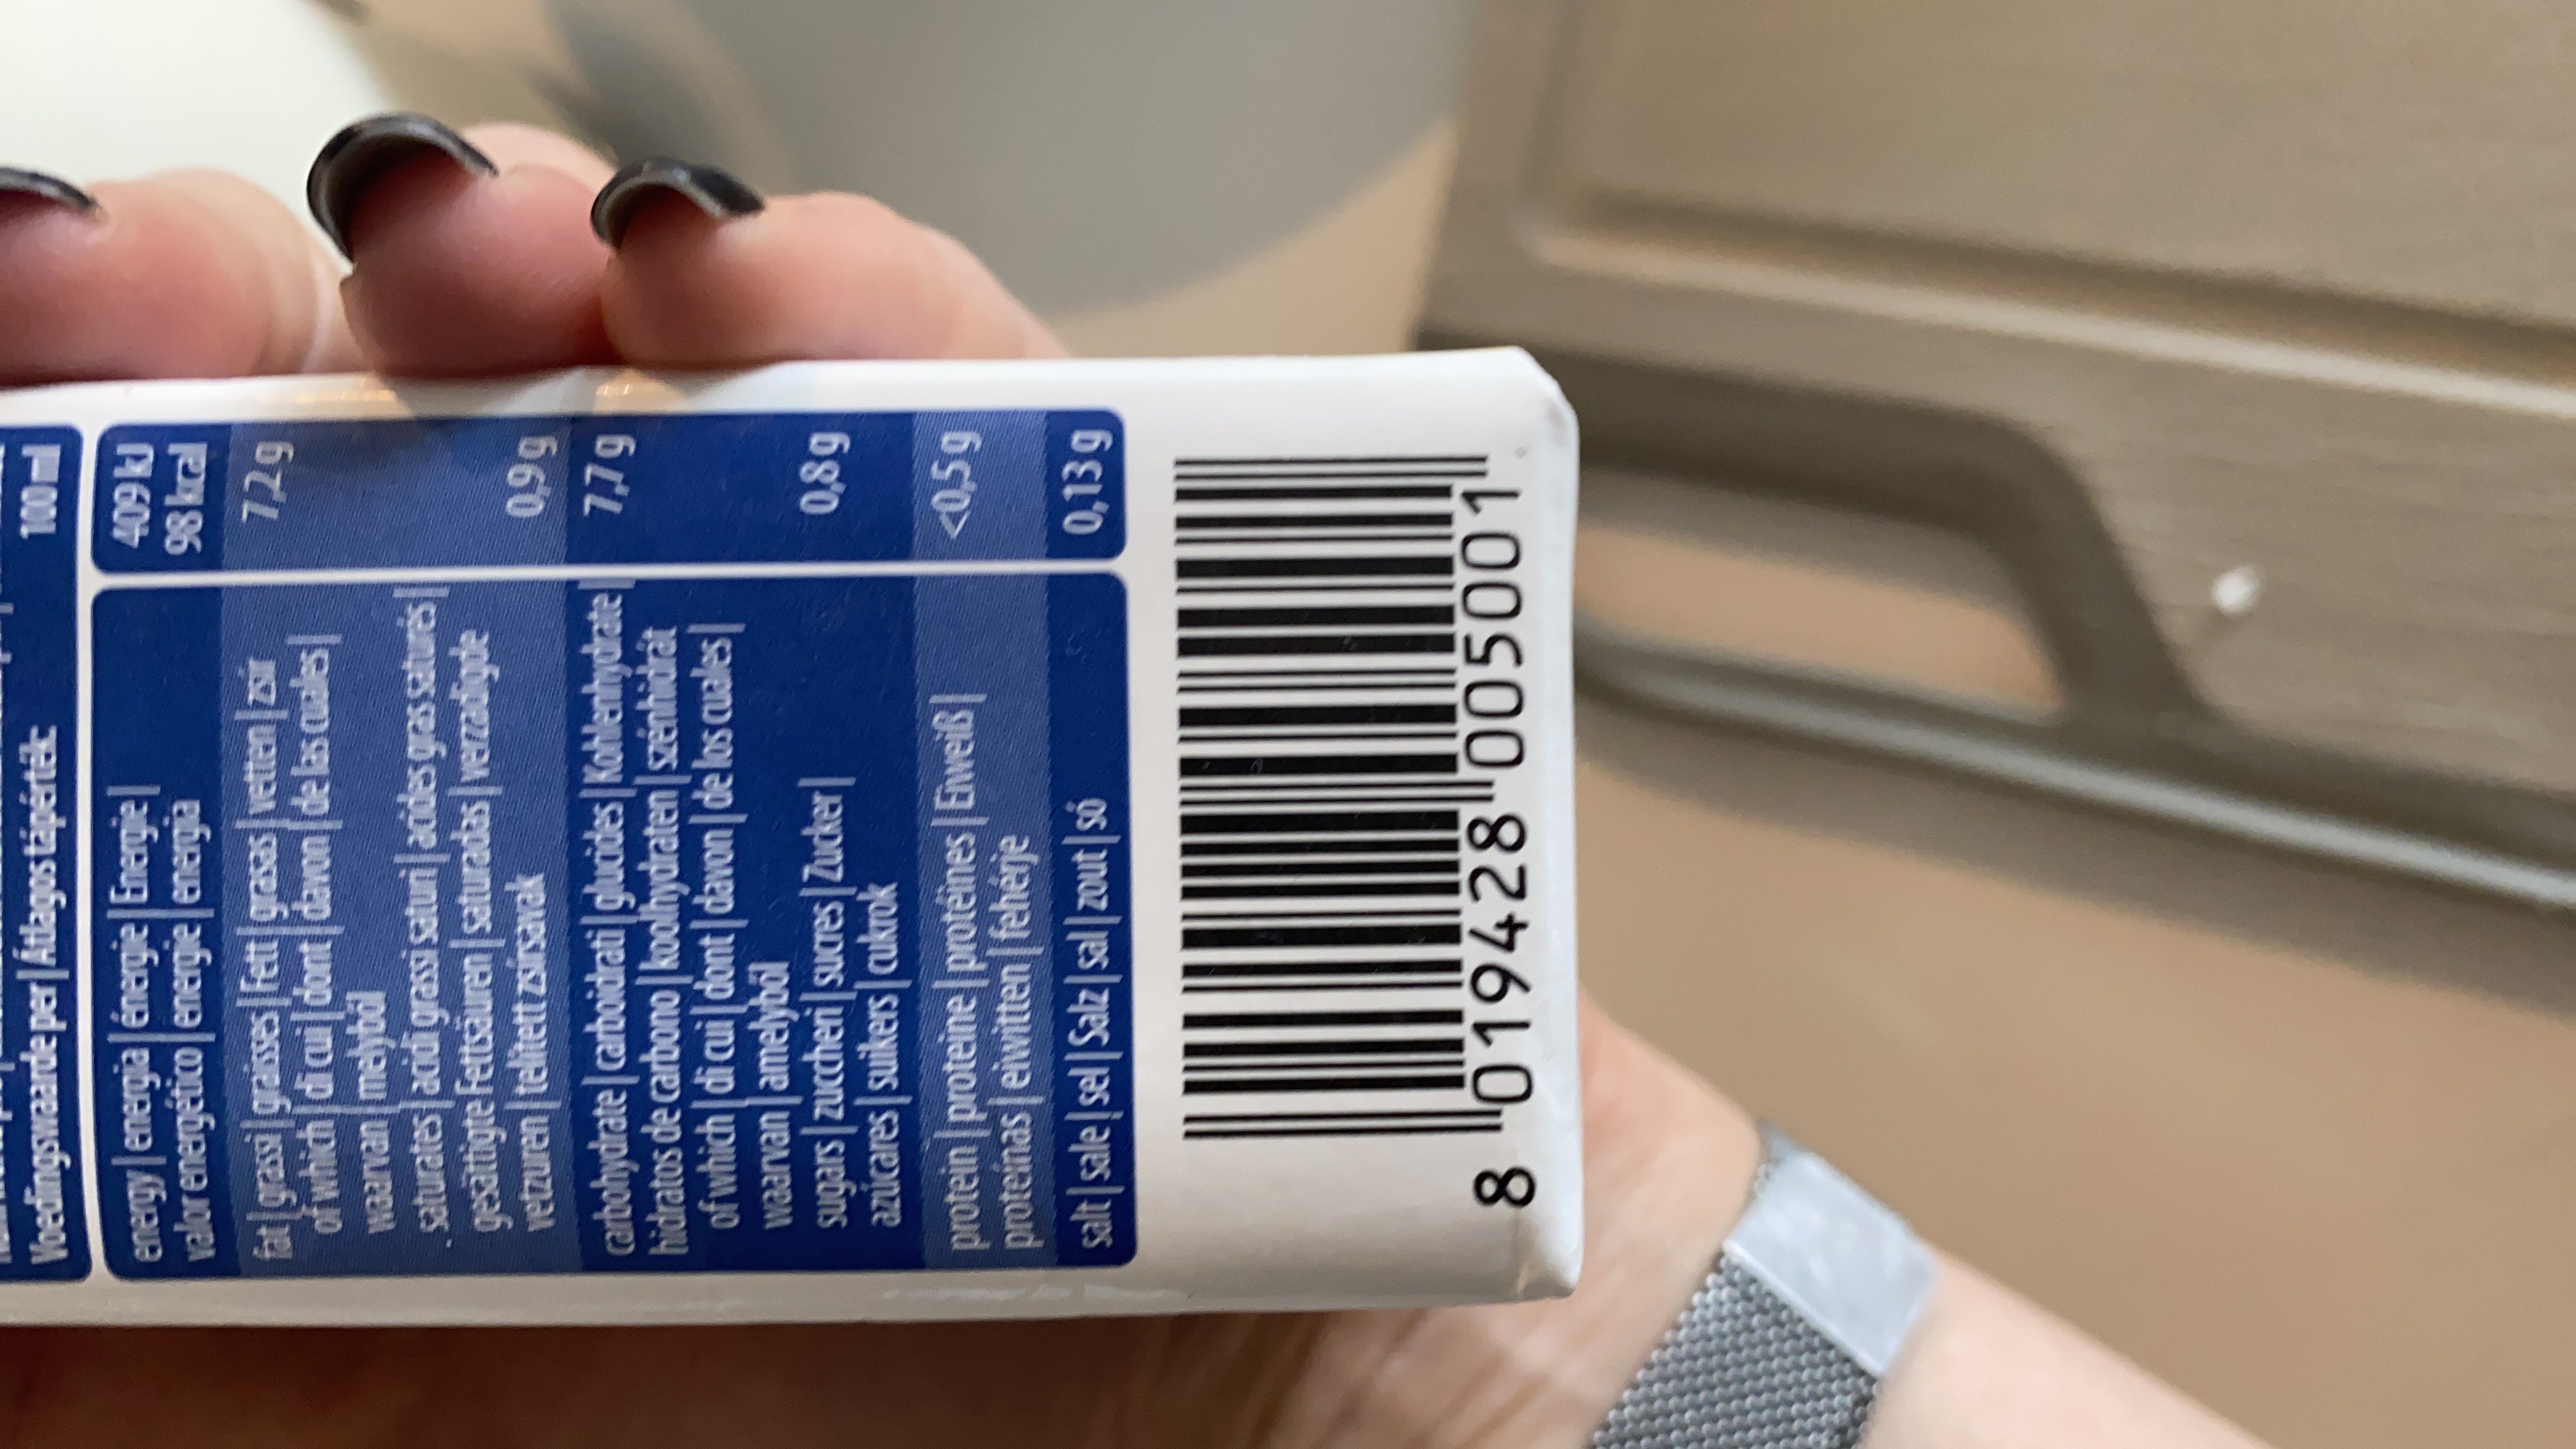 Voedingswaarde per | Átlagos tápérték:
100 ml
energy | energia | énergie | Energie |
valor energético | energie | energia
409 kJ
98 kcal
fat | grassi | graisses | Fett | grasas | vetten | zsír
7,2 g
of which | di cui | dont | davon | de las cuales |
waarvan | melyből
saturates | acidi grassi saturi | acides gras saturés |
gesättigte Fettsäuren | saturadas | verzadigde
vetzuren | telített zsírsavak
0,9 g
carbohydrate | carboidrati | glucides | Kohlenhydrate |
hidratos de carbono | koolhydraten | szénhidrát
7,7 g
of which | di cui | dont | davon | de los cuales |
waarvan | amelyből
sugars | zuccheri | sucres | Zucker |
azúcares | suikers | cukrok
0,8 g
protein | proteine | protéines | Eiweiß |
proteínas | eiwitten | fehérje
<0,5 g
salt | sale | sel | Salz | sal | zout | só
0,13 g
8 019428 005001